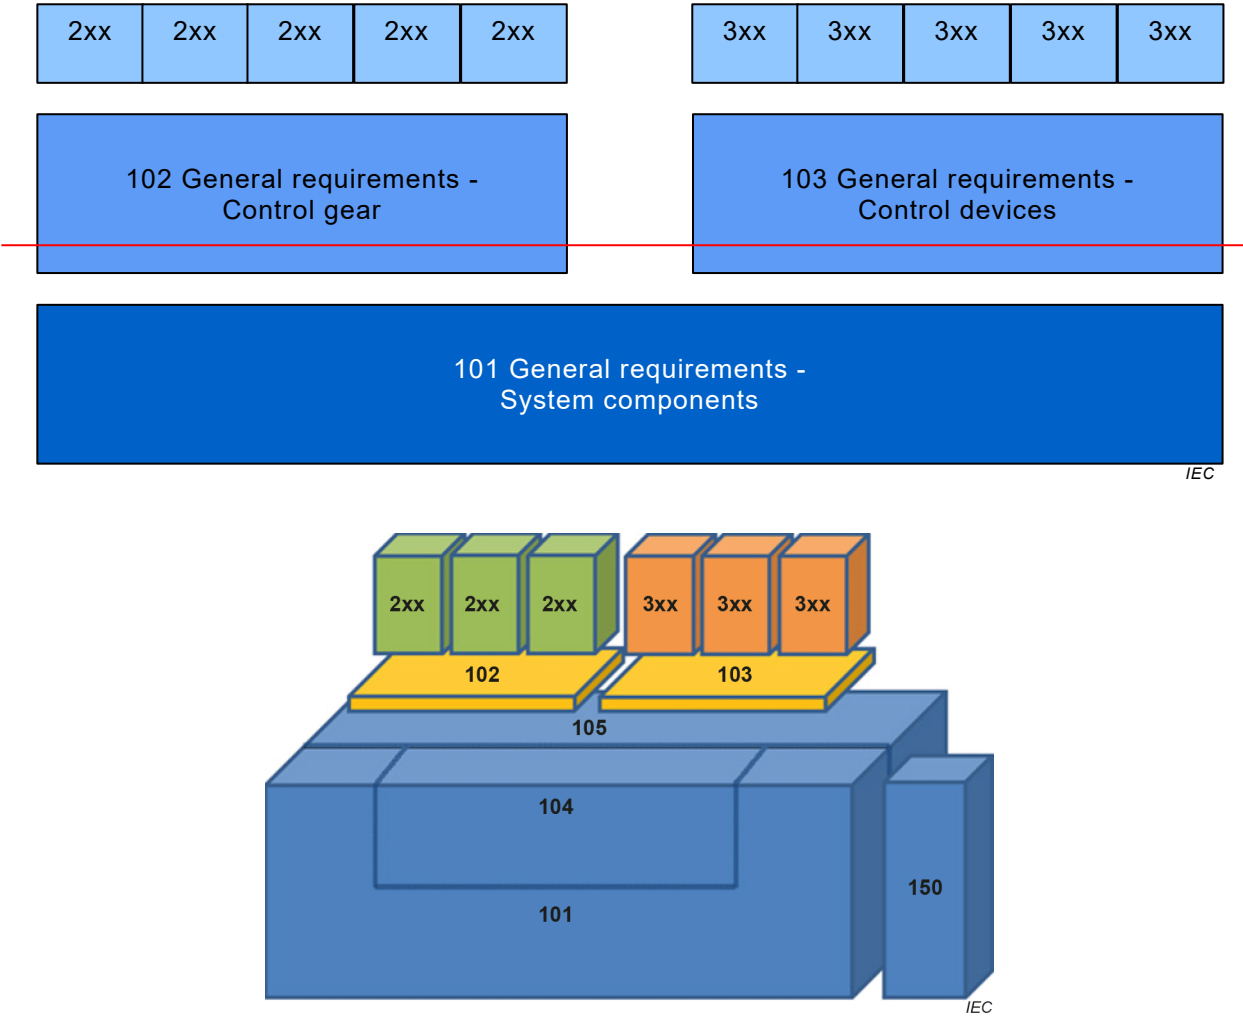 2xx 2xx 2xx 2xx 2xx 3xx 3xx 3xx 3xx 3xx
102 General requirements -
Control gear
103 General requirements -
Control devices
101 General requirements -
System components
IEC
2xx 2xx 2xx 3xx 3xx 3xx
102 103
105
104
101
150
IEC